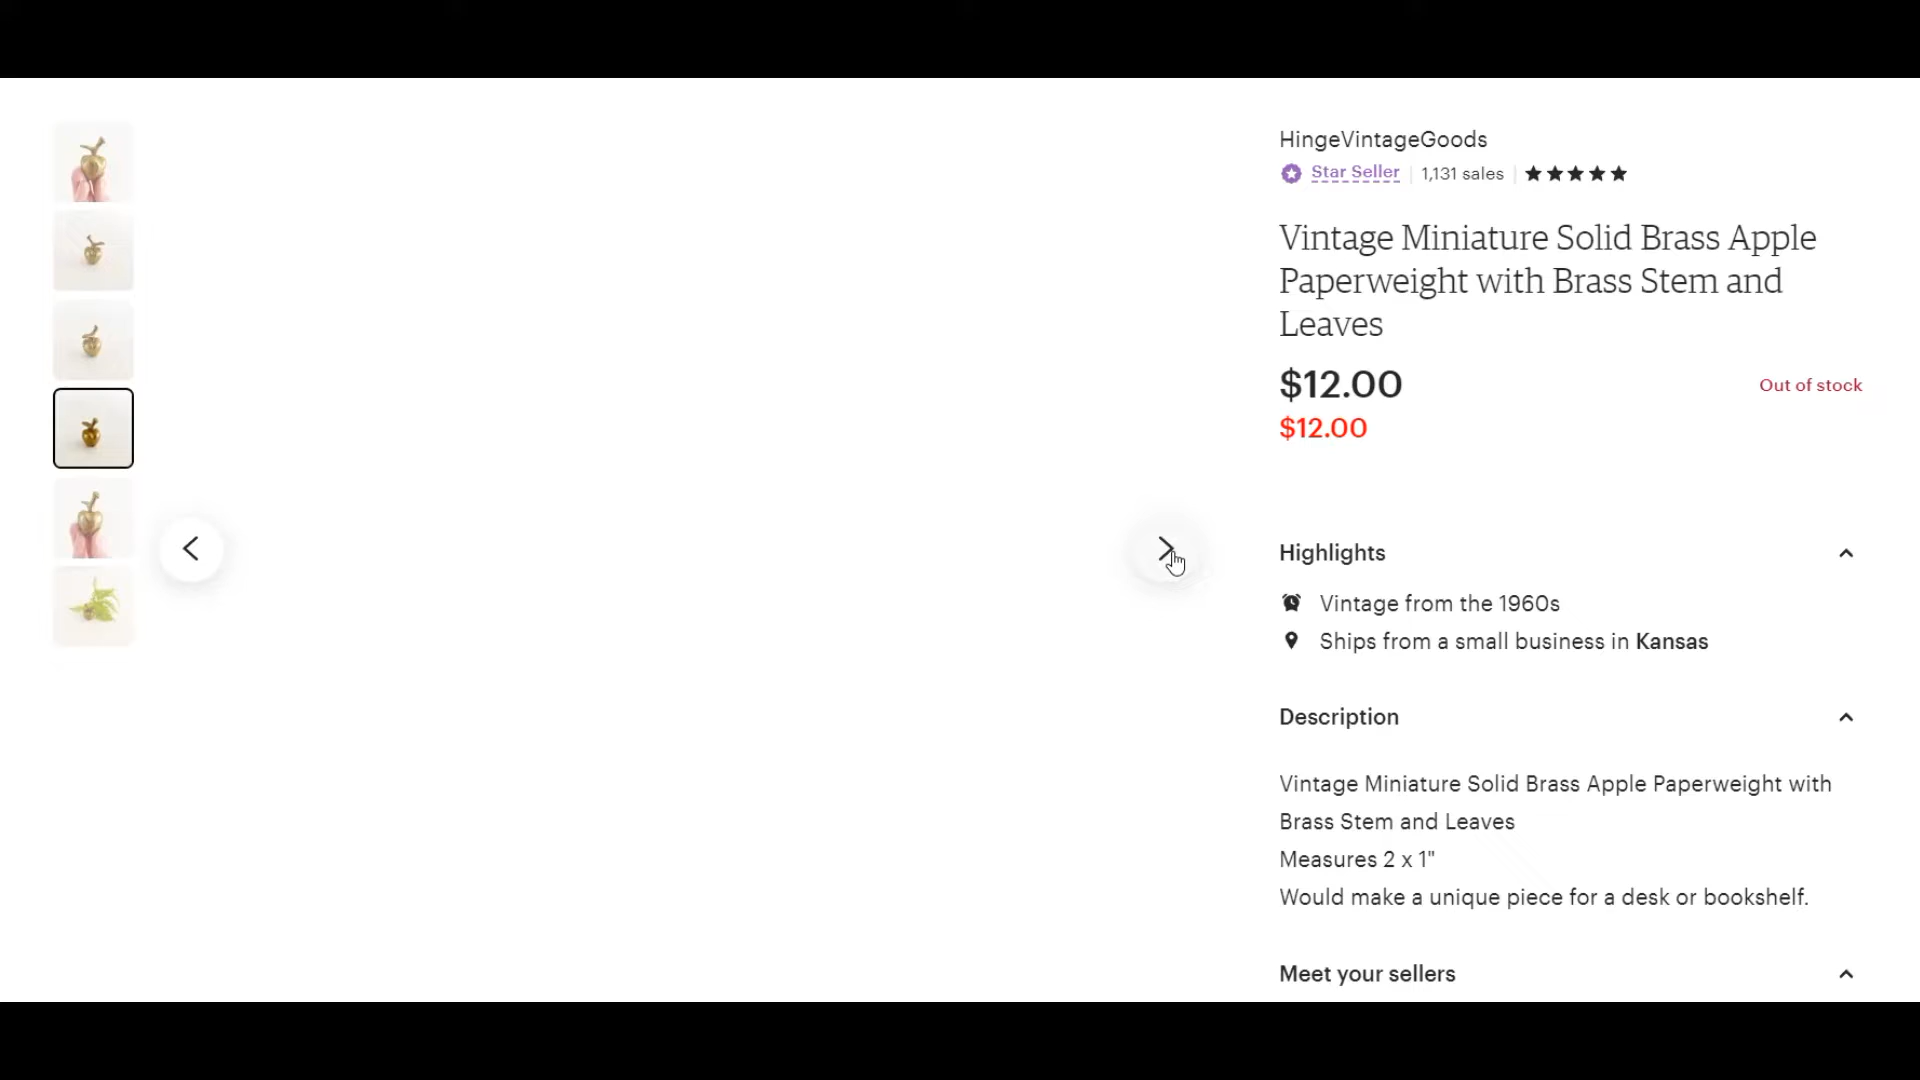 HingeVintageGoods
Star Seller | 1,131 sales | ★★★★★
Vintage Miniature Solid Brass Apple
Paperweight with Brass Stem and
Leaves
$12.00
Out of stock
$12.00
Highlights
Vintage from the 1960s
Ships from a small business in Kansas
Description
Vintage Miniature Solid Brass Apple Paperweight with
Brass Stem and Leaves
Measures 2 x 1"
Would make a unique piece for a desk or bookshelf.
Meet your sellers